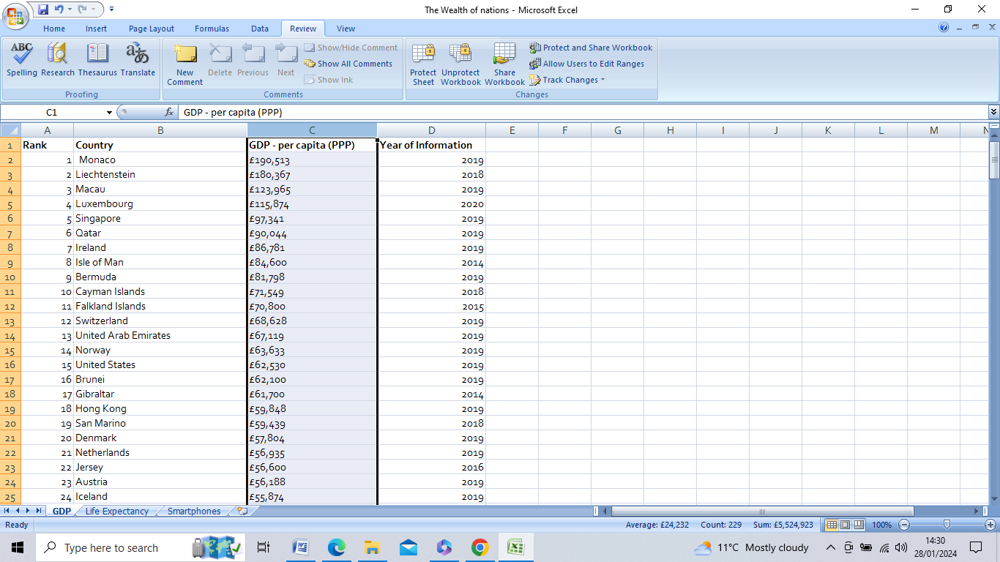 The Wealth of nations - Microsoft Excel
Home Insert Page Layout Formulas Data Review View
ABC
Spelling Research Thesaurus Translate
Proofing
New Comment Delete Previous Next
Show/Hide Comment
Show All Comments
Show Ink
Comments
Protect Sheet Unprotect Workbook Share Workbook
Protect and Share Workbook
Allow Users to Edit Ranges
Track Changes
Changes
C1 fx GDP - per capita (PPP)
A B C D E F G H I J K L M N
1 Rank Country GDP - per capita (PPP) Year of Information
2 1 Monaco £190,513 2019
3 2 Liechtenstein £180,367 2018
4 3 Macau £123,965 2019
5 4 Luxembourg £115,874 2020
6 5 Singapore £97,341 2019
7 6 Qatar £90,044 2019
8 7 Ireland £86,781 2019
9 8 Isle of Man £84,600 2014
10 9 Bermuda £81,798 2019
11 10 Cayman Islands £71,549 2018
12 11 Falkland Islands £70,800 2015
13 12 Switzerland £68,628 2019
14 13 United Arab Emirates £67,119 2019
15 14 Norway £63,633 2019
16 15 United States £62,530 2019
17 16 Brunei £62,100 2019
18 17 Gibraltar £61,700 2014
19 18 Hong Kong £59,848 2019
20 19 San Marino £59,439 2018
21 20 Denmark £57,804 2019
22 21 Netherlands £56,935 2019
23 22 Jersey £56,600 2016
24 23 Austria £56,188 2019
25 24 Iceland £55,874 2019
GDP Life Expectancy Smartphones
Ready Average: £24,232 Count: 229 Sum: £5,524,923 100%
Type here to search 11°C Mostly cloudy 14:30
28/01/2024